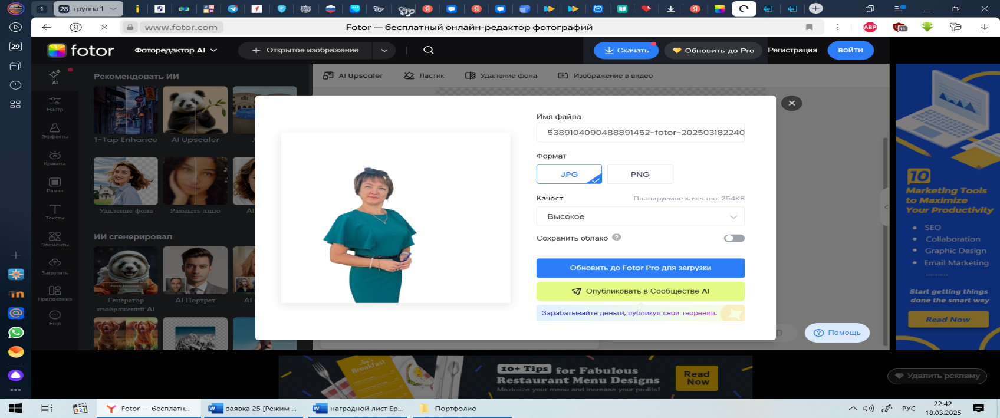 1
28 группа 1
www.fotor.com
Fotor — бесплатный онлайн-редактор фотографий
ABP
11
29
fotor
Фоторедактор AI
Открытое изображение
Скачать
Обновить до Pro
Регистрация
ВОЙТИ
AI
Настр
Эффекты
Красота
Рамка
Тексты
Элементы
Загрузить
Приложения
Еще
Рекомендовать ИИ
1-Tap Enhance
AI Upscaler
Удаление фона
Размыть лицо
AI
ИИ сгенерировал
Генератор
изображений AI
AI Портрет
AI Upscaler
Ластик
Удаление фона
Изображение в видео
Имя файла
5389104090488891452-fotor-202503182240
Формат
JPG
PNG
Качест
Планируемое качество: 254KB
Высокое
Сохранить облако
Обновить до Fotor Pro для загрузки
Опубликовать в Сообществе AI
Зарабатывайте деньги, публикуя свои творения.
Помощь
10
Marketing Tools
to Maximize
Your Productivity
SEO
Collaboration
Graphic Design
Email Marketing
...........
Start getting things
done the smart way
Read Now
Breakfast
10+ Tips for Fabulous
Restaurant Menu Designs
Maximize your menu and increase your profits!
Read
Now
Удалить рекламу
321
Fotor — бесплатн...
заявка 25 [Режим ...
наградной лист Ер...
Портфолио
РУС
22:42
18.03.2025